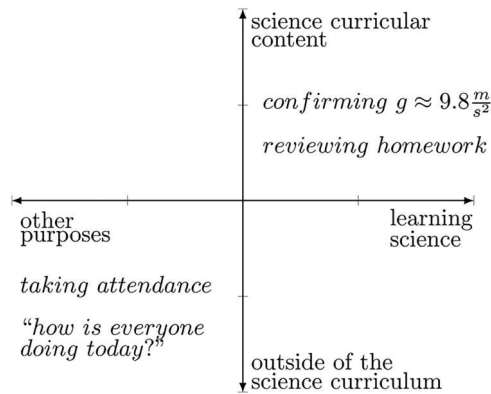 science curricular
content
confirming g ≈ 9.8 m/s²
reviewing homework
other
purposes
learning
science
taking attendance
“how is everyone
doing today?”
outside of the
science curriculum